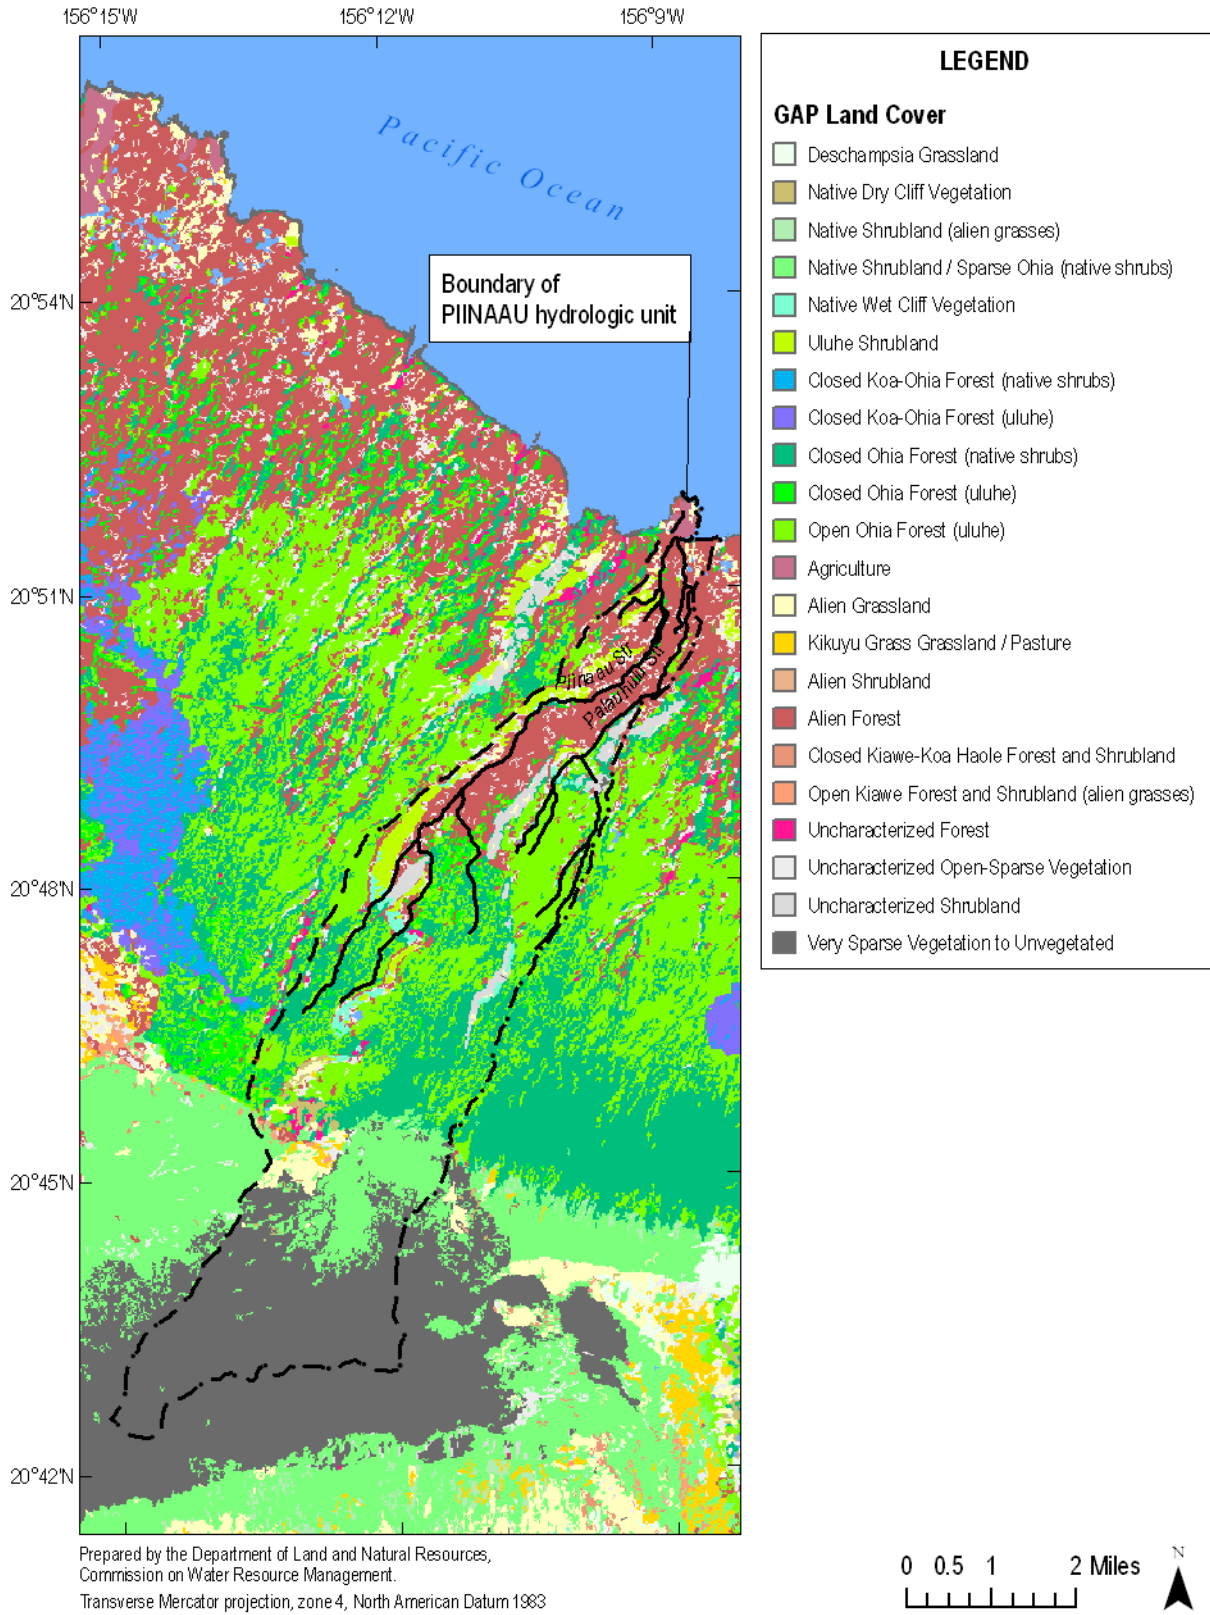 156°15'W 156°12'W 156°9'W
LEGEND
GAP Land Cover
Deschampsia Grassland
Native Dry Cliff Vegetation
Native Shrubland (alien grasses)
Native Shrubland / Sparse Ohia (native shrubs)
Native Wet Cliff Vegetation
Uluhe Shrubland
Closed Koa-Ohia Forest (native shrubs)
Closed Koa-Ohia Forest (uluhe)
Closed Ohia Forest (native shrubs)
Closed Ohia Forest (uluhe)
Open Ohia Forest (uluhe)
Agriculture
Alien Grassland
Kikuyu Grass Grassland / Pasture
Alien Shrubland
Alien Forest
Closed Kiawe-Koa Haole Forest and Shrubland
Open Kiawe Forest and Shrubland (alien grasses)
Uncharacterized Forest
Uncharacterized Open-Sparse Vegetation
Uncharacterized Shrubland
Very Sparse Vegetation to Unvegetated
Pacific Ocean
Boundary of
PIINAAU hydrologic unit
20°54'N
20°51'N
Piinaau Str
Palauhulu Str
20°48'N
20°45'N
20°42'N
Prepared by the Department of Land and Natural Resources,
Commission on Water Resource Management.
Transverse Mercator projection, zone 4, North American Datum 1983
0 0.5 1 2 Miles
N